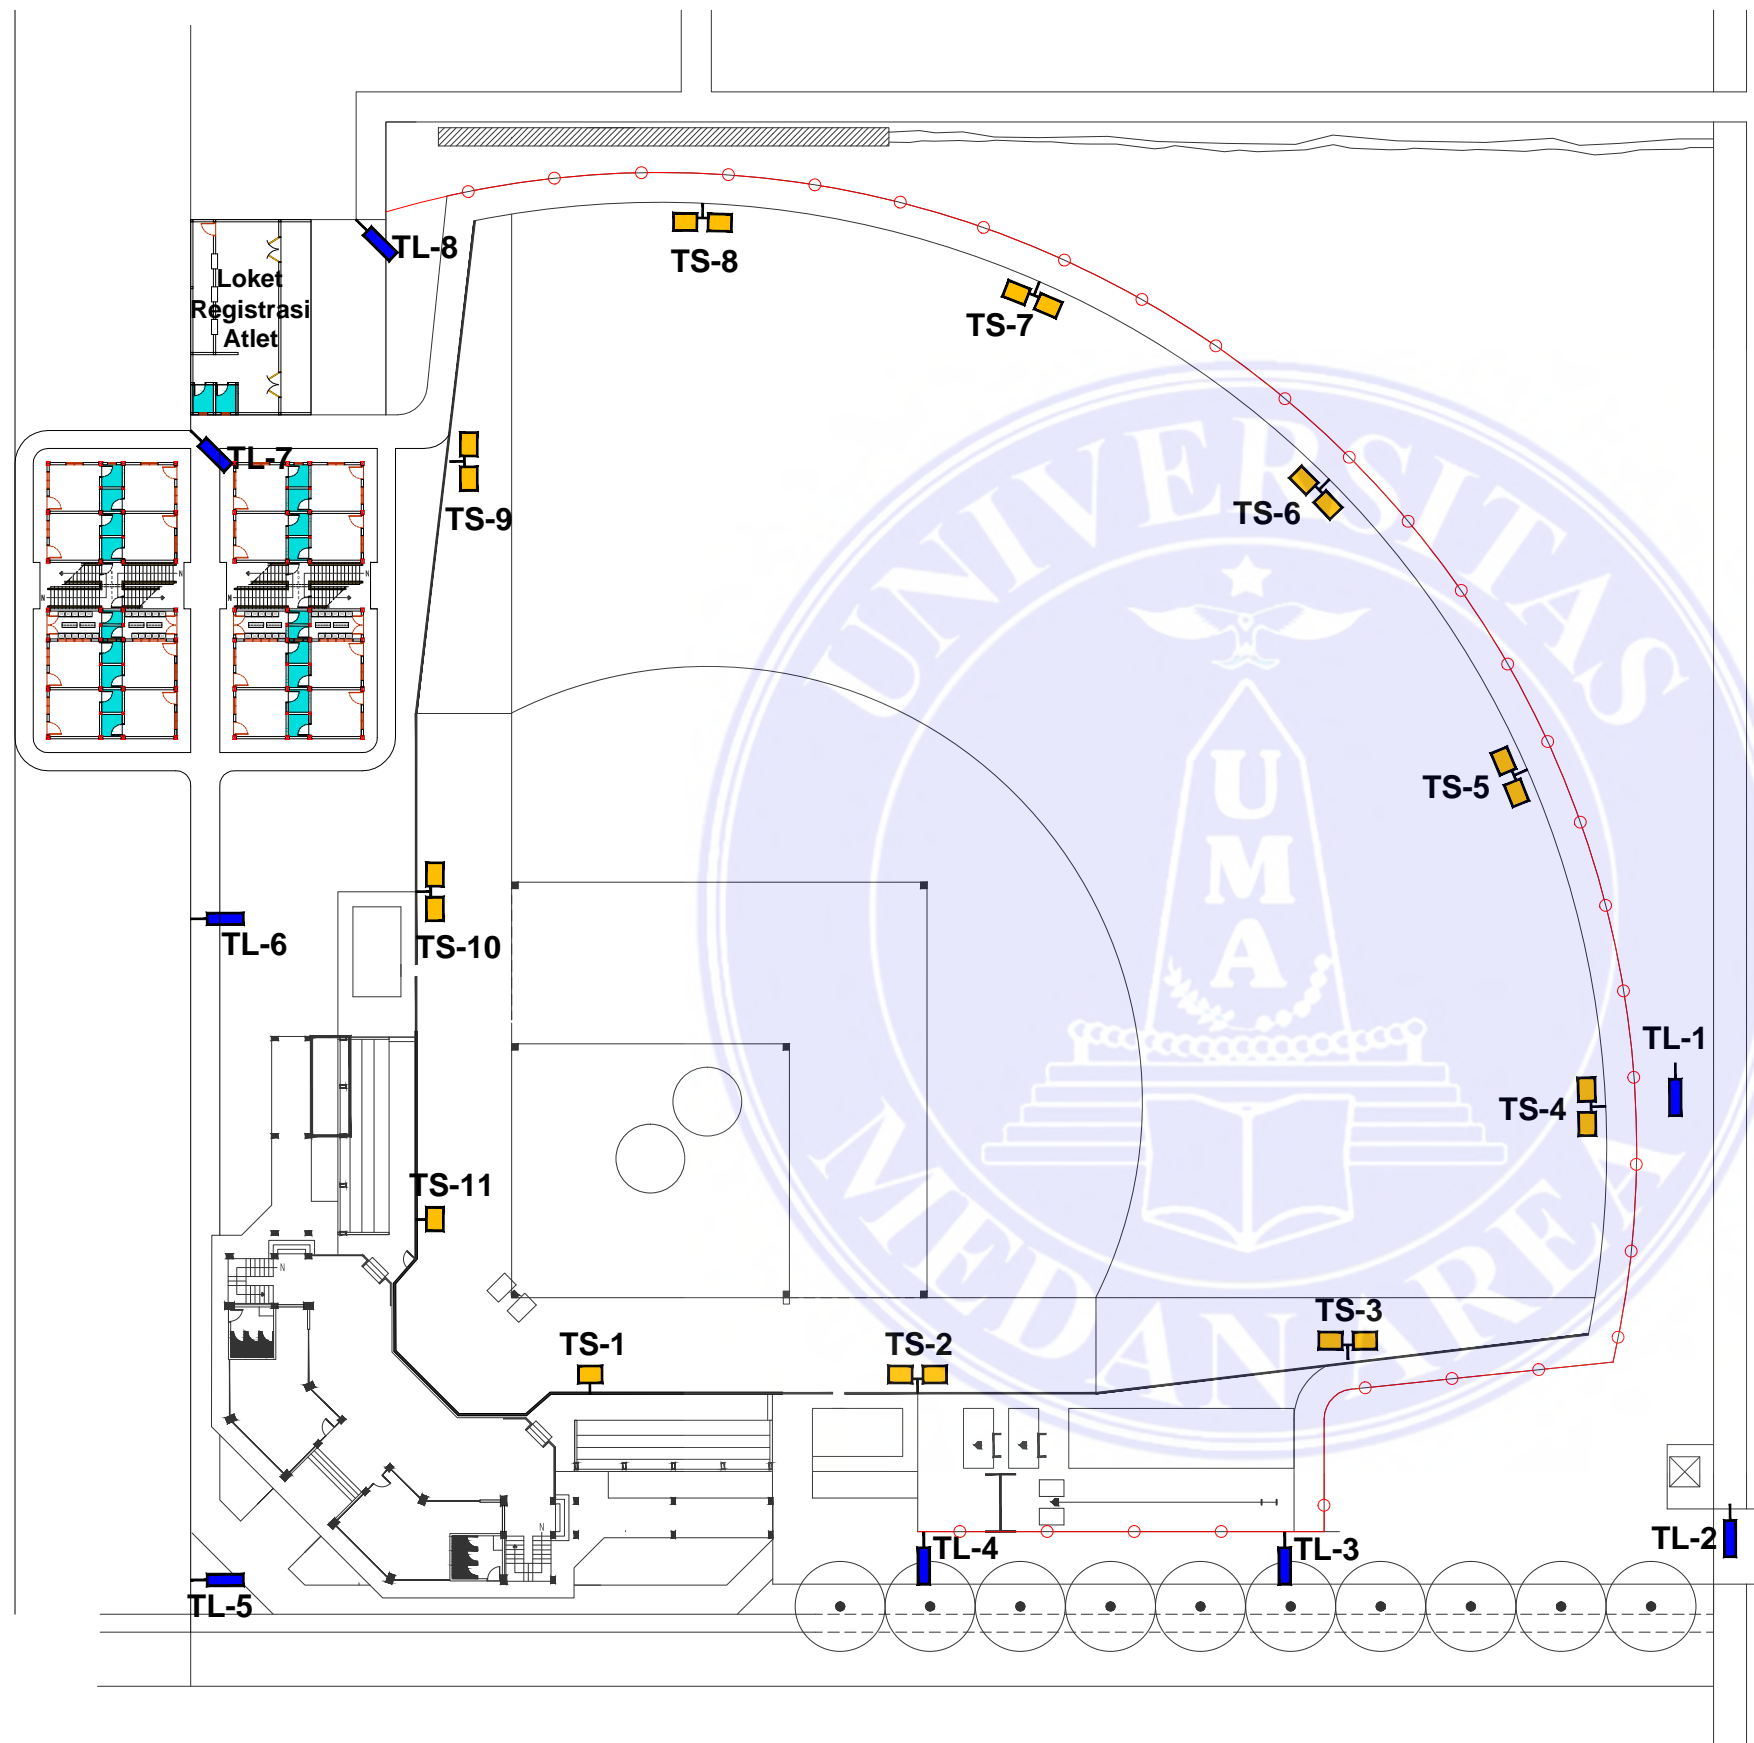 TL-8
TS-8
Loket
Registrasi
Atlet
TS-7
TL-7
TS-9
TS-6
N
N
N
N
TS-5
TL-6
TS-10
TL-1
TS-4
TS-11
N
TS-3
TS-1
TS-2
N
TL-4
TL-3
TL-2
TL-5
UNIVERSITAS
MEDAN AREA
U
M
A